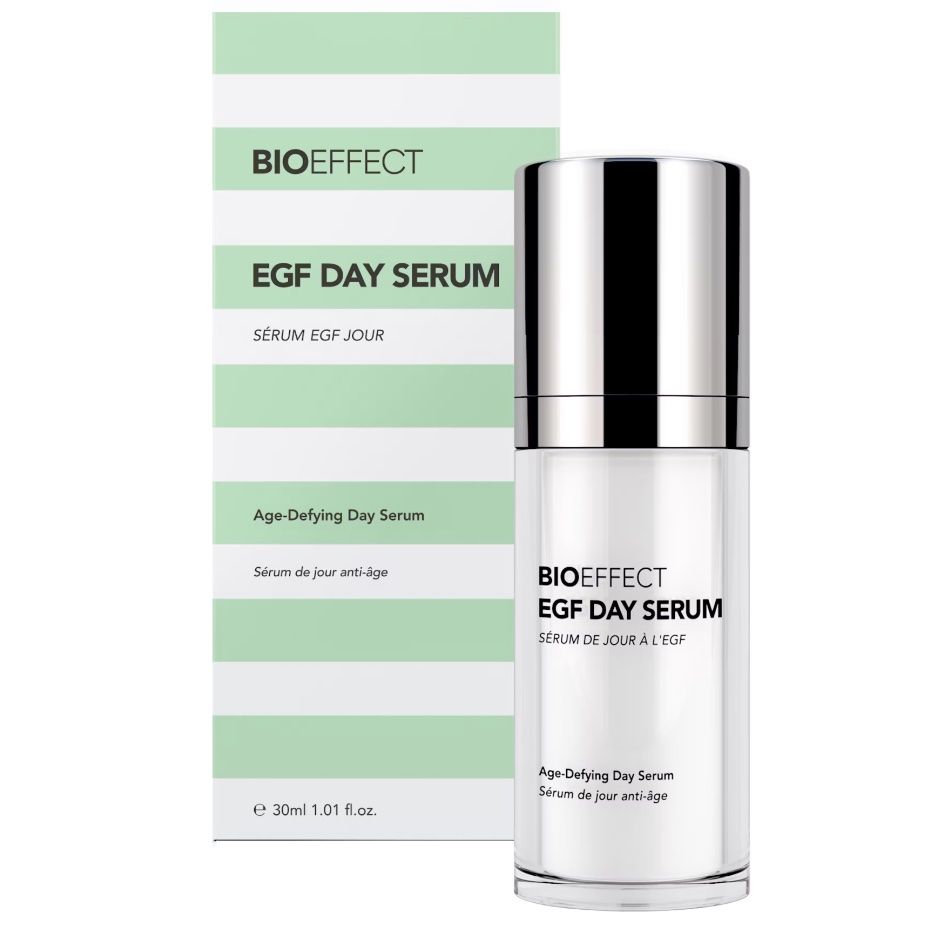 BIOEFFECT
EGF DAY SERUM
SÉRUM EGF JOUR
Age-Defying Day Serum
Sérum de jour anti-âge
℮ 30ml 1.01 fl.oz.
BIOEFFECT
EGF DAY SERUM
SÉRUM DE JOUR À L'EGF
Age-Defying Day Serum
Sérum de jour anti-âge